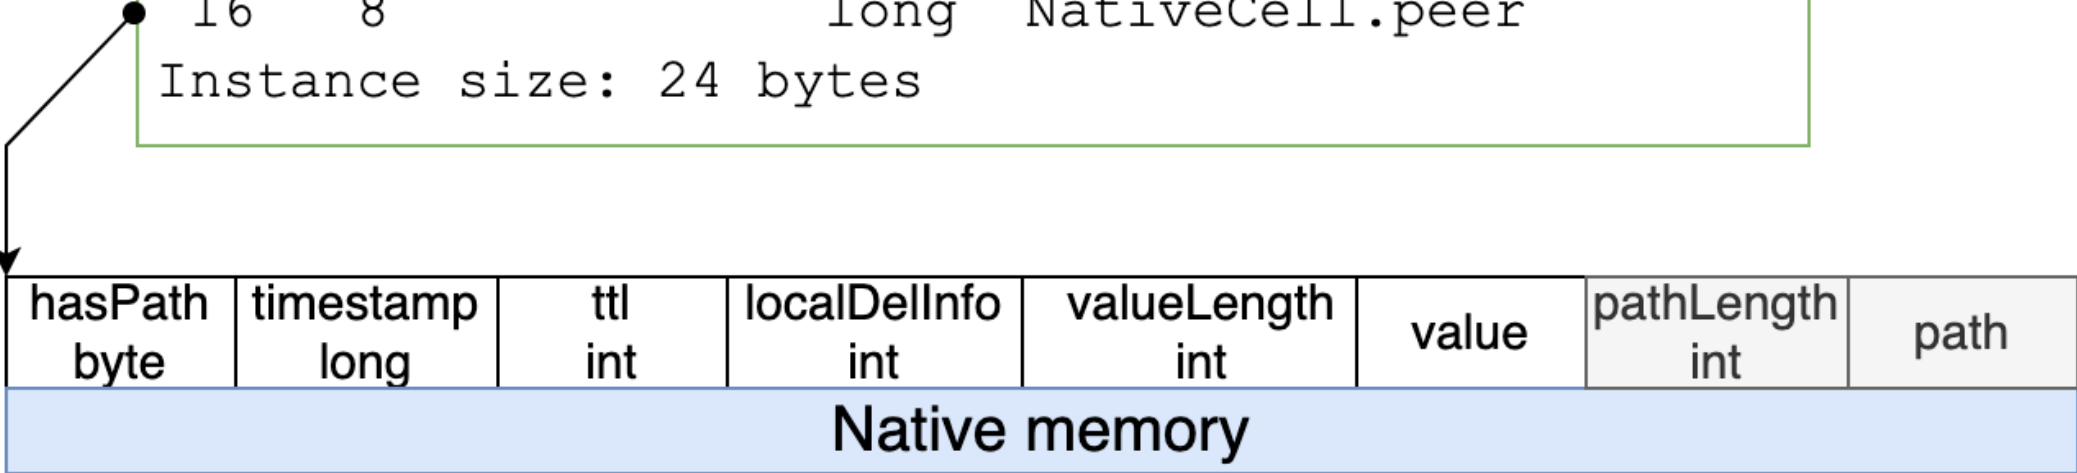 16 8 long NativeCell.peer
Instance size: 24 bytes
hasPath timestamp ttl localDelInfo valueLength value pathLength path
byte long int int int int
Native memory